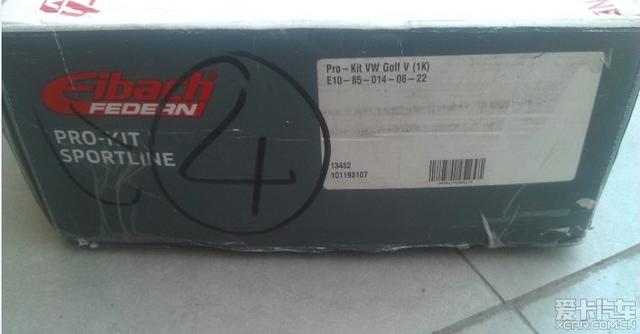 Eibach
FEDERN
PRO-KIT
SPORTLINE
4
Pro-Kit VW Golf V (1K)
E10-85-014-06-22
13482
101198107
爱卡汽车
XCAR.COM.CN